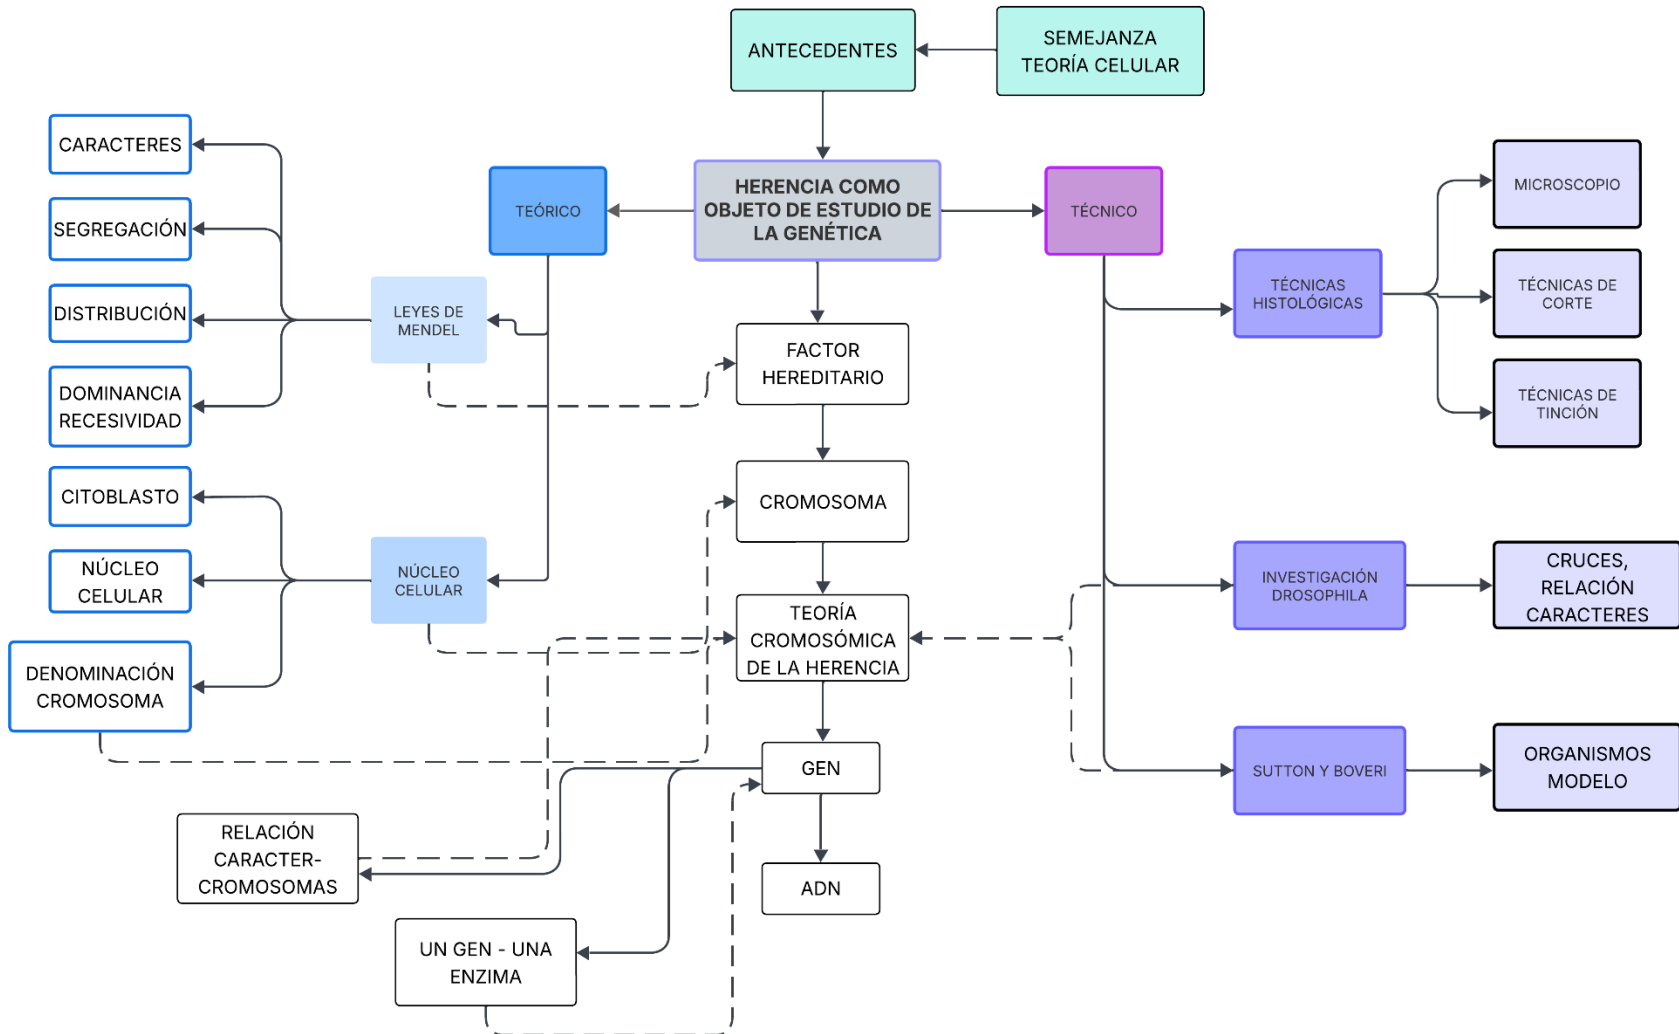 ANTECEDENTES
SEMEJANZA
TEORÍA CELULAR
CARACTERES
SEGREGACIÓN
DISTRIBUCIÓN
DOMINANCIA
RECESIVIDAD
CITOBLASTO
NÚCLEO
CELULAR
DENOMINACIÓN
CROMOSOMA
TEÓRICO
LEYES DE
MENDEL
NÚCLEO
CELULAR
HERENCIA COMO
OBJETO DE ESTUDIO DE
LA GENÉTICA
FACTOR
HEREDITARIO
CROMOSOMA
TEORÍA
CROMOSÓMICA
DE LA HERENCIA
GEN
ADN
RELACIÓN
CARACTER-
CROMOSOMAS
UN GEN - UNA
ENZIMA
TÉCNICO
TÉCNICAS
HISTOLÓGICAS
MICROSCOPIO
TÉCNICAS DE
CORTE
TÉCNICAS DE
TINCIÓN
INVESTIGACIÓN
DROSOPHILA
CRUCES,
RELACIÓN
CARACTERES
SUTTON Y BOVERI
ORGANISMOS
MODELO